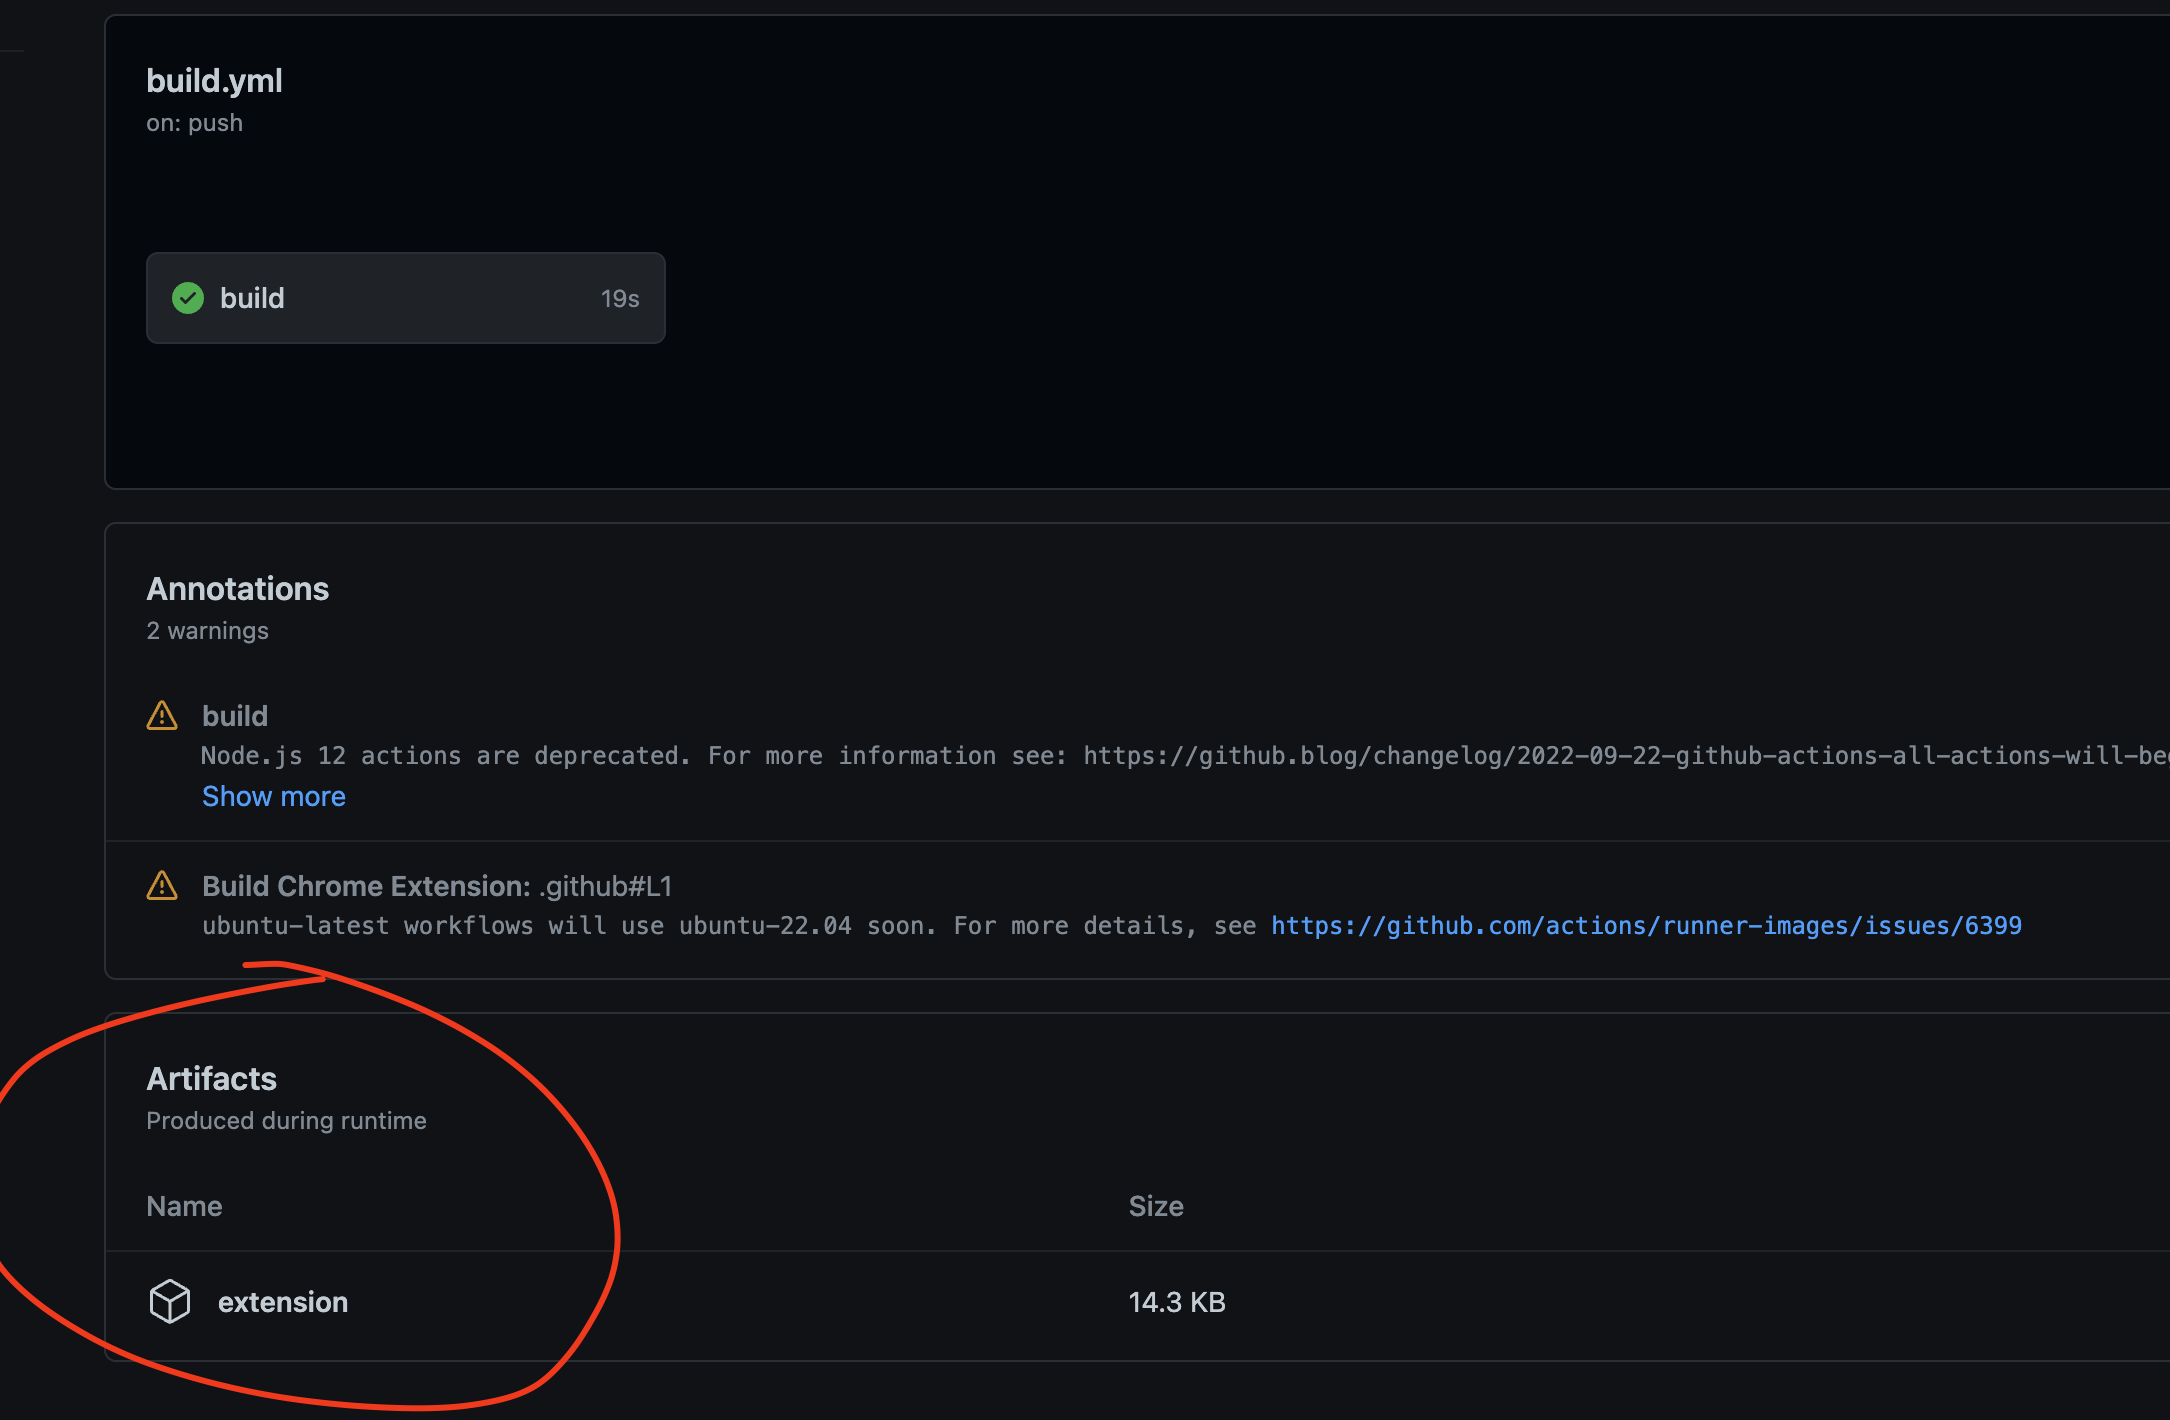 build.yml
on: push
build 19s
Annotations
2 warnings
build
Node.js 12 actions are deprecated. For more information see: https://github.blog/changelog/2022-09-22-github-actions-all-actions-will-be
Show more
Build Chrome Extension: .github#L1
ubuntu-latest workflows will use ubuntu-22.04 soon. For more details, see https://github.com/actions/runner-images/issues/6399
Artifacts
Produced during runtime
Name Size
extension 14.3 KB